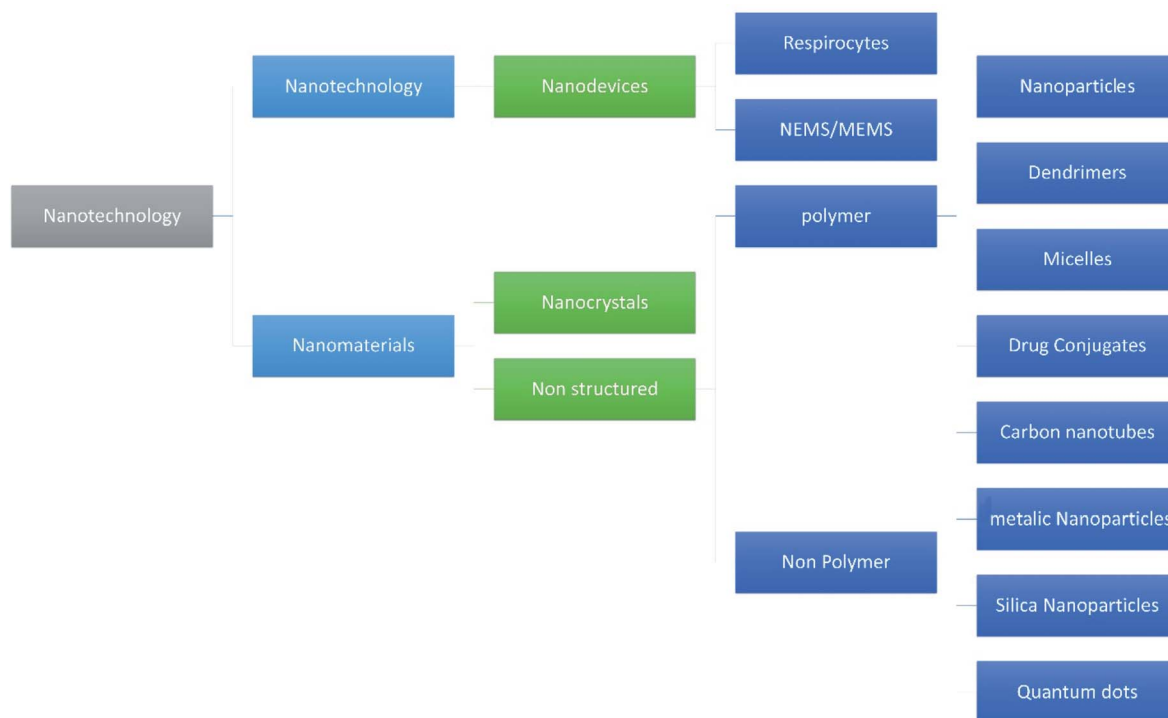 Nanotechnology
Nanotechnology
Nanodevices
Respirocytes
NEMS/MEMS
Nanomaterials
Nanocrystals
Non structured
polymer
Nanoparticles
Dendrimers
Micelles
Drug Conjugates
Non Polymer
Carbon nanotubes
metalic Nanoparticles
Silica Nanoparticles
Quantum dots